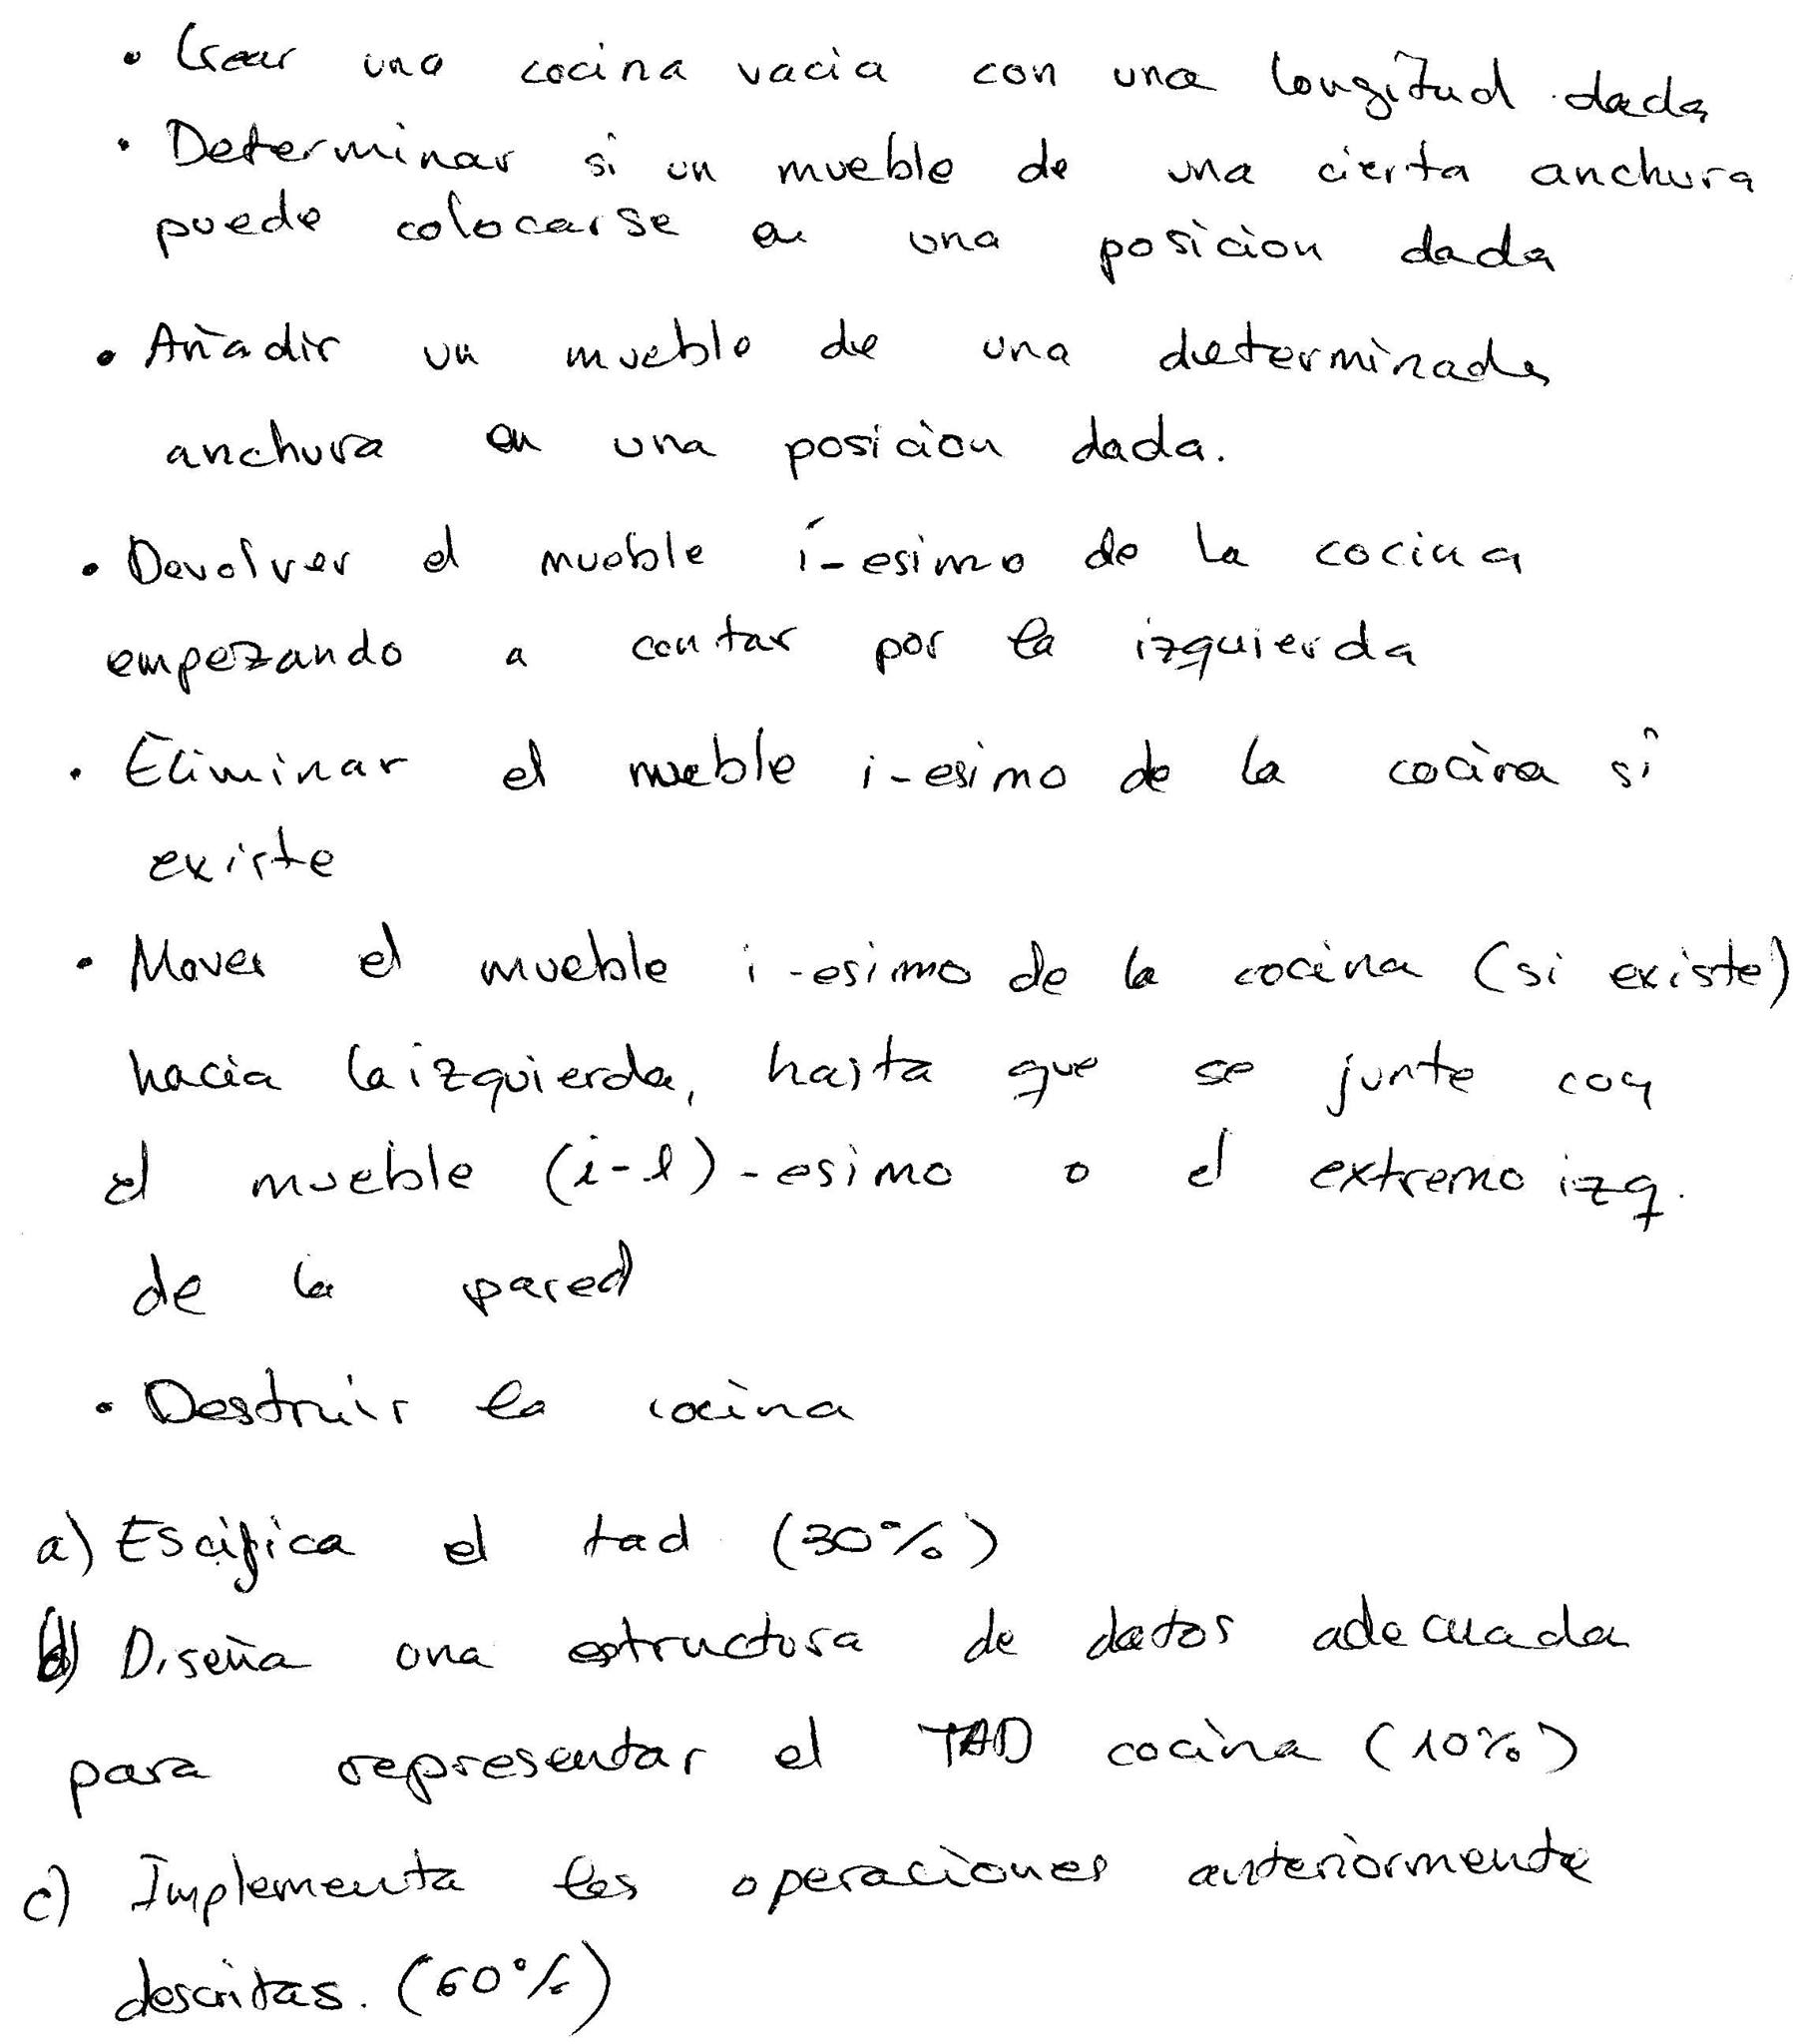 • Crear una cocina vacia con una longitud dada
• Determinar si un mueble de una cierta anchura
puede colocarse en una posicion dada
• Añadir un mueble de una determinada
anchura en una posicion dada.
• Devolver el mueble i-esimo de la cocina
empezando a contar por la izquierda
• Eliminar el mueble i-esimo de la cocina si
existe
• Mover el mueble i-esimo de la cocina (si existe)
hacia la izquierda, hasta que se junte con
el mueble (i-1)-esimo o el extremo izq.
de la pared
• Destruir la cocina
a) Escifica el tad (30%)
b) Diseña una estructura de datos adecuada
para representar el TAD cocina (10%)
c) Implementa las operaciones anteriormente
descritas. (60%)